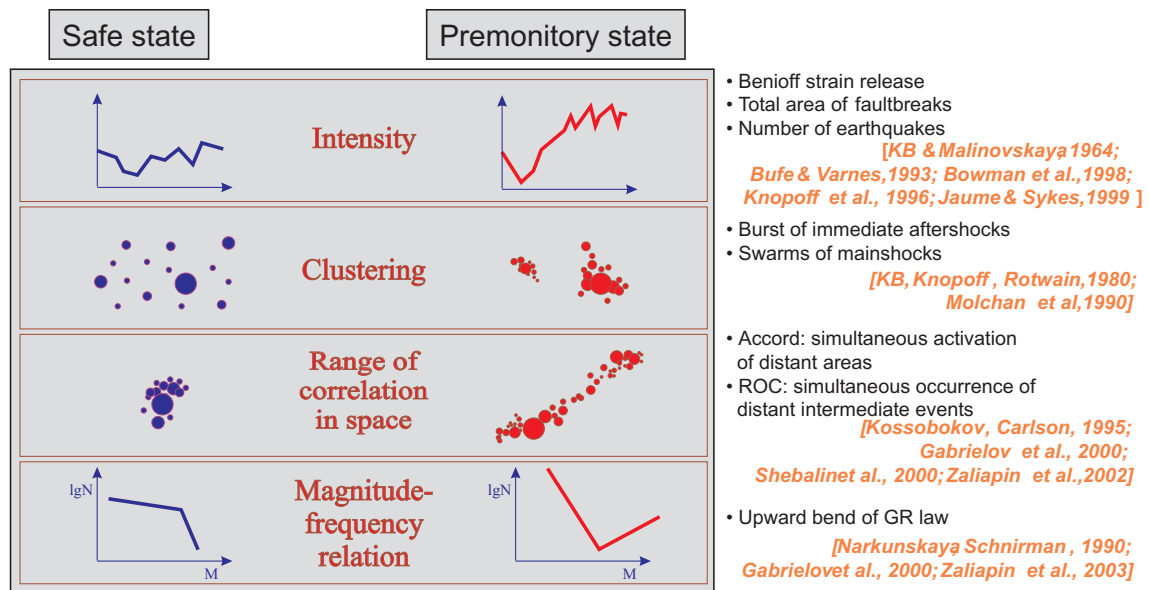 Safe state
Premonitory state
Intensity
• Benioff strain release
• Total area of faultbreaks
• Number of earthquakes
[KB & Malinovskaya, 1964;
Bufe & Varnes,1993; Bowman et al.,1998;
Knopoff et al., 1996; Jaume & Sykes,1999 ]
Clustering
• Burst of immediate aftershocks
• Swarms of mainshocks
[KB, Knopoff , Rotwain,1980;
Molchan et al,1990]
Range of
correlation
in space
• Accord: simultaneous activation
of distant areas
• ROC: simultaneous occurrence of
distant intermediate events
[Kossobokov, Carlson, 1995;
Gabrielov et al., 2000;
Shebalinet al., 2000; Zaliapin et al.,2002]
lgN
M
Magnitude-
frequency
relation
lgN
M
• Upward bend of GR law
[Narkunskaya, Schnirman , 1990;
Gabrielovet al., 2000; Zaliapin et al., 2003]